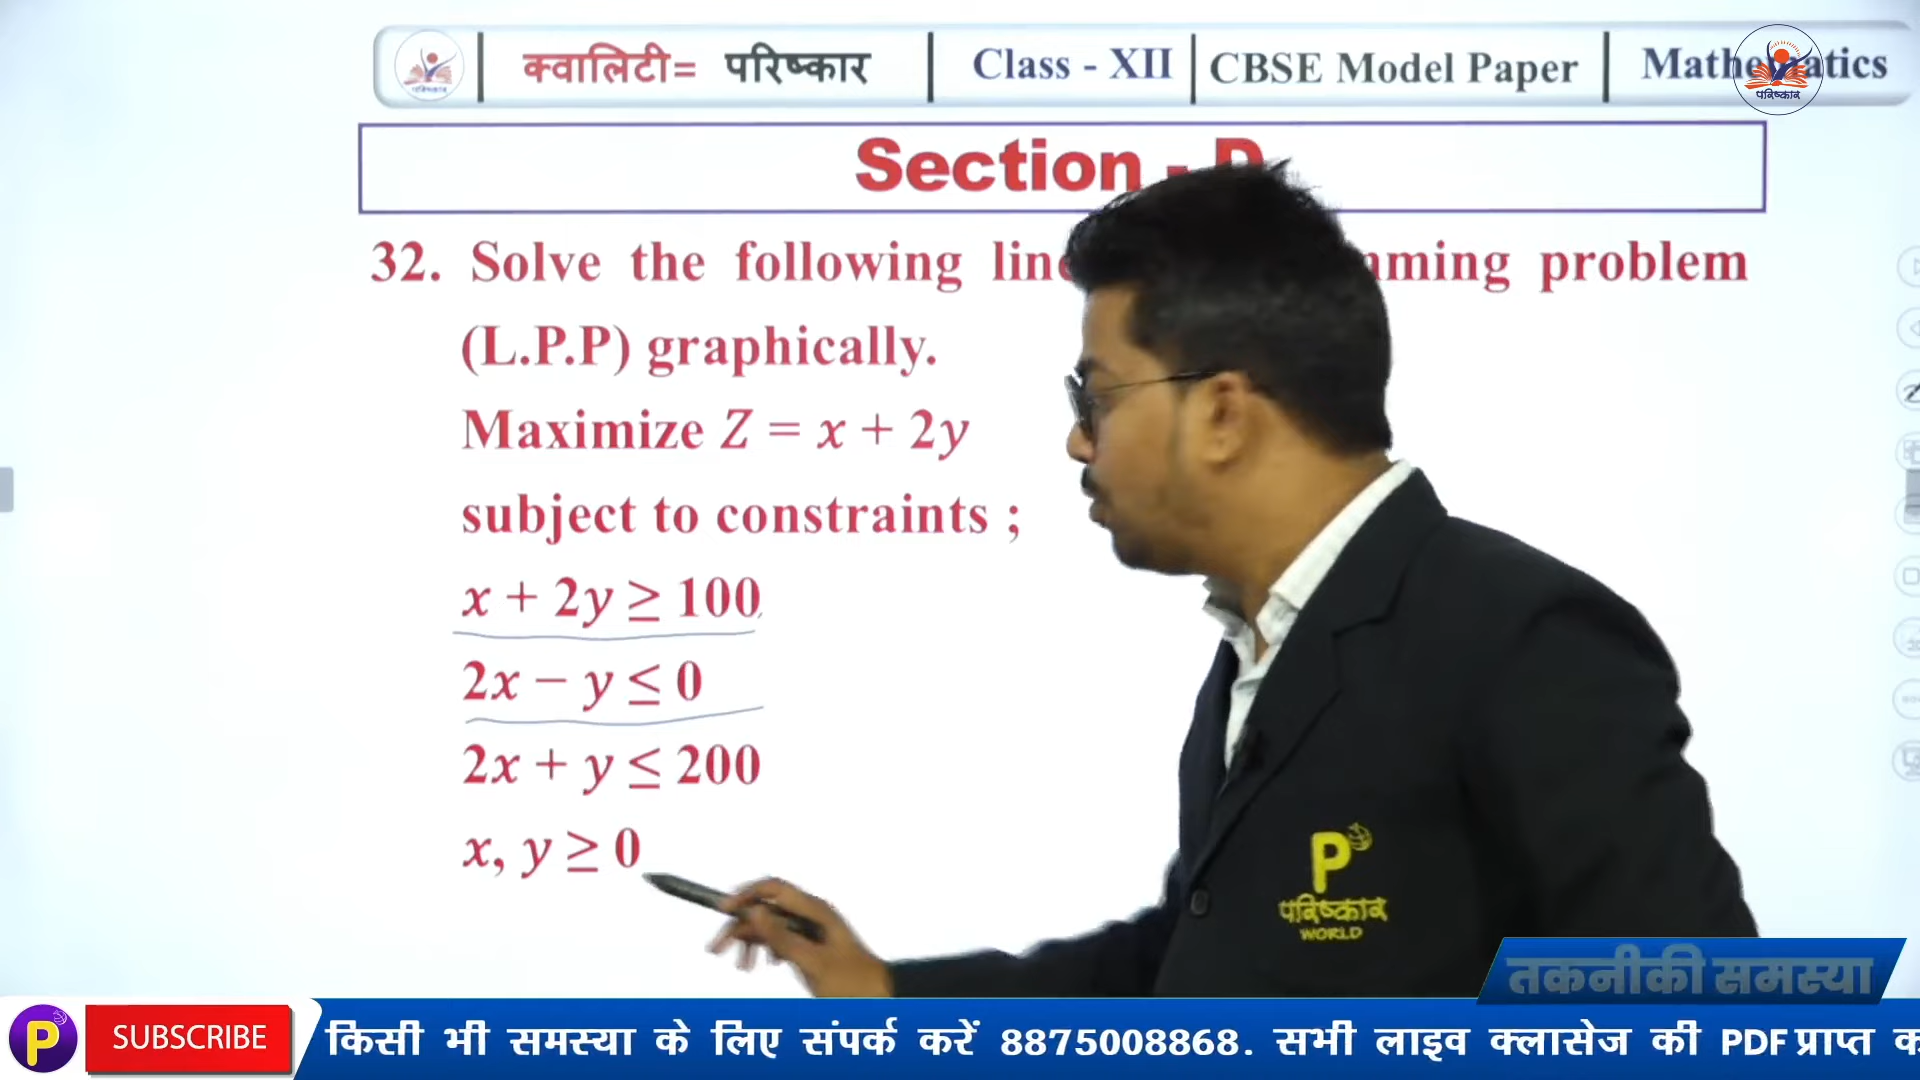 क्वालिटी= परिष्कार Class - XII CBSE Model Paper
परिष्कार
Section -
32. Solve the following problem
(L.P.P) graphically.
Maximize Z = x + 2y
subject to constraints ;
x + 2y ≥ 100
2x − y ≤ 0
2x + y ≤ 200
x, y ≥ 0
P
परिष्कार
WORLD
तकनीकी समस्या
P SUBSCRIBE किसी भी समस्या के लिए संपर्क करें 8875008868. सभी लाइव क्लासेज की PDF प्राप्त